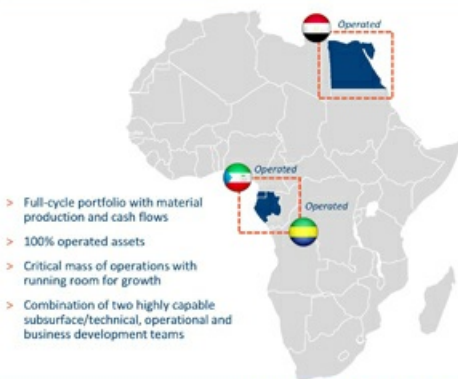 Operated
Operated
Operated
> Full-cycle portfolio with material
production and cash flows
> 100% operated assets
> Critical mass of operations with
running room for growth
> Combination of two highly capable
subsurface/technical, operational and
business development teams